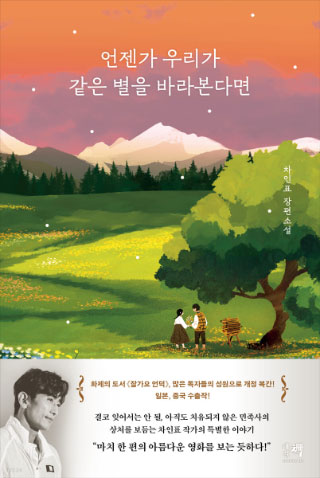 언젠가 우리가
같은 별을 바라본다면
차인표 장편소설
화제의 도서 《잘가요 언덕》, 많은 독자들의 성원으로 개정 복간!
일본, 중국 수출작!
결코 잊어서는 안 될, 아직도 치유되지 않은 민족사의
상처를 보듬는 차인표 작가의 특별한 이야기
“마치 한 편의 아름다운 영화를 보는 듯하다!”